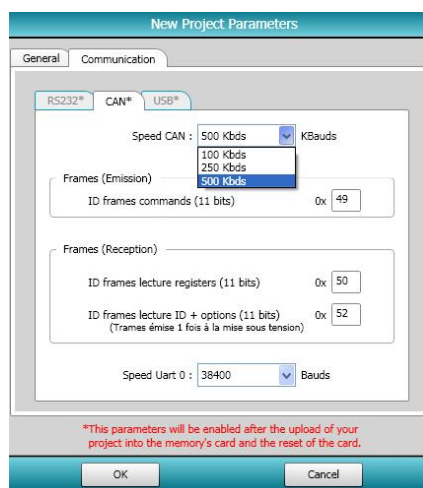 New Project Parameters
General Communication
RS232* CAN* USB*
Speed CAN : 500 Kbds KBauds
100 Kbds
250 Kbds
500 Kbds
Frames (Emission)
ID frames commands (11 bits) 0x 49
Frames (Reception)
ID frames lecture registers (11 bits) 0x 50
ID frames lecture ID + options (11 bits) 0x 52
(Trames émise 1 fois à la mise sous tension)
Speed Uart 0 : 38400 Bauds
*This parameters will be enabled after the upload of your
project into the memory's card and the reset of the card.
OK Cancel